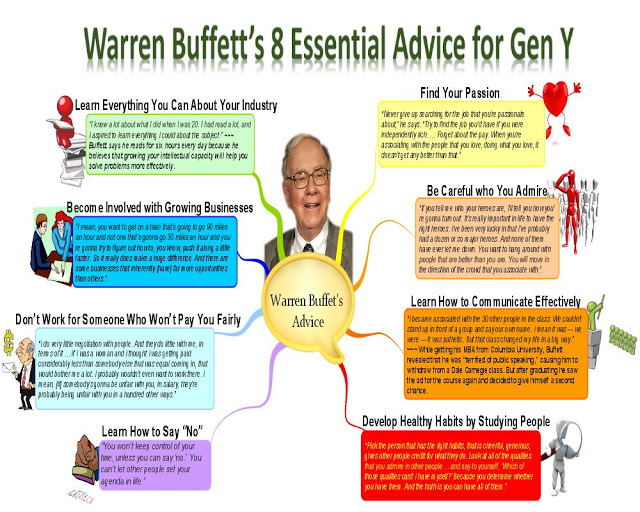 Warren Buffett's 8 Essential Advice for Gen Y
Find Your Passion
"Never give up searching for the job that you're passionate
about," he says. "Try to find the job you'd have if you were
independently rich. ... Forget about the pay. When you're
associating with the people that you love, doing what you love, it
doesn't get any better than that."
Be Careful who You Admire
"If you tell me who your heroes are, I'll tell you how you'
re gonna turn out. It's really important in life to have the
right heroes. I've been very lucky in that I've probably
had a dozen or so major heroes. And none of them
have ever let me down. You want to hang around with
people that are better than you are. You will move in
the direction of the crowd that you associate with."
Learn How to Communicate Effectively
"I became associated with the 30 other people in the class. We couldn't
stand up in front of a group and say our own name. I mean it was — we
were — it was pathetic. But that class changed my life in a big way." "
~~~ While getting his MBA from Columbia University, Buffett
revealed that he was "terrified of public speaking," causing him to
withdraw from a Dale Carnegie class. But after graduating he saw
the ad for the course again and decided to give himself a second
chance.
Develop Healthy Habits by Studying People
"Pick the person that has the right habits, that is cheerful, generous,
gives other people credit for what they do. Look at all of the qualities
that you admire in other people ... and say to yourself, 'Which of
those qualities can't I have in myself?' Because you determine whether
you have them. And the truth is you can have all of them."
Learn Everything You Can About Your Industry
"I knew a lot about what I did when I was 20. I had read a lot, and
I aspired to learn everything I could about the subject." ~~~
Buffett says he reads for six hours every day because he
believes that growing your intellectual capacity will help you
solve problems more effectively.
Become Involved with Growing Businesses
"I mean, you want to get on a train that's going to go 90 miles
an hour and not one that's gonna go 30 miles an hour and you'
re gonna try to figure out how to, you know, push it along a little
faster. So it really does make a huge difference. And there are
some businesses that inherently [have] far more opportunities
than others."
Don't Work for Someone Who Won't Pay You Fairly
"I do very little negotiation with people. And they do little with me, in
terms of it ... if I was a woman and I thought I was getting paid
considerably less than somebody else that was equal coming in, that
would bother me a lot. I probably wouldn't even want to work there. I
mean, [if] somebody's gonna be unfair with you, in salary, they're
probably being unfair with you in a hundred other ways."
Learn How to Say "No"
"You won't keep control of your
time, unless you can say 'no.' You
can't let other people set your
agenda in life."
Warren Buffet's
Advice